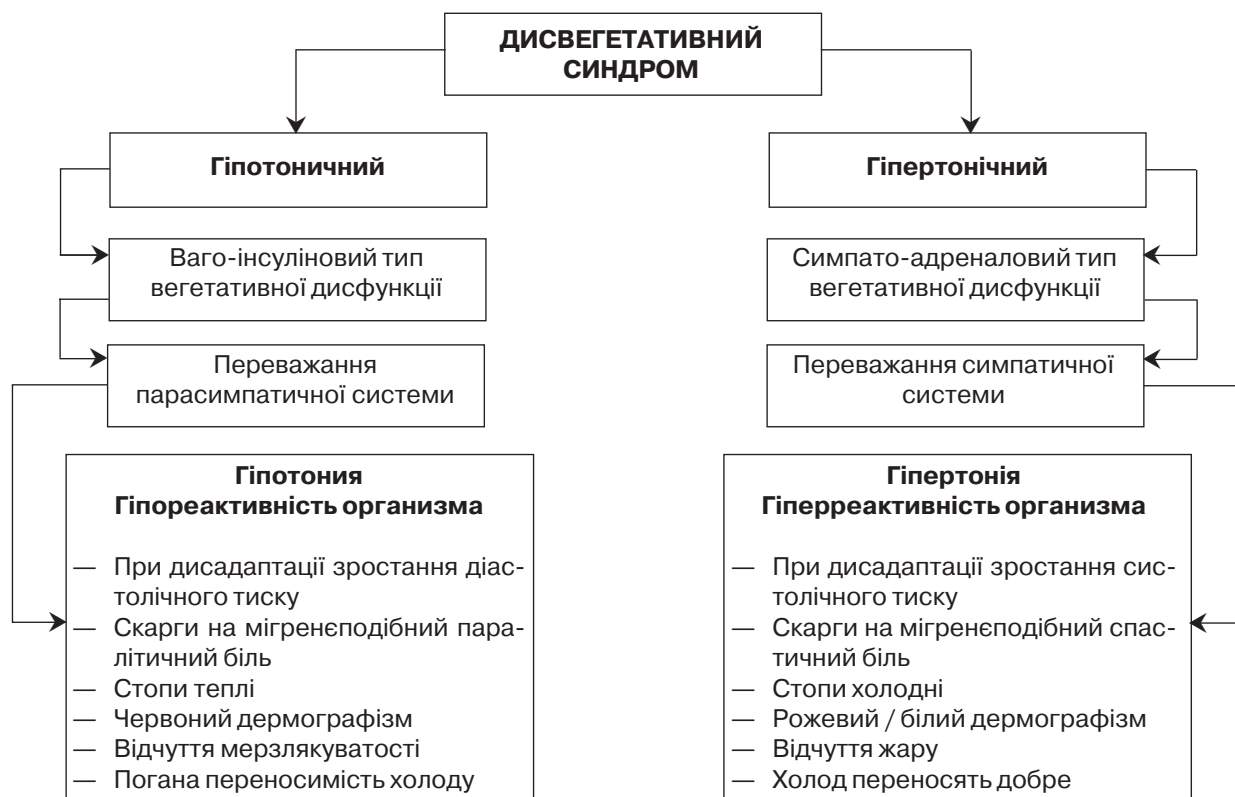 ДИСВЕГЕТАТИВНИЙ
СИНДРОМ
Гіпотоничний
Гіпертонічний
Ваго-інсуліновий тип
вегетативної дисфункції
Симпато-адреналовий тип
вегетативної дисфункції
Переважання
парасимпатичної системи
Переважання симпатичної
системи
Гіпотония
Гіпореактивність организма
— При дисадаптації зростання діас-
толічного тиску
— Скарги на мігренєподібний пара-
літичний біль
— Стопи теплі
— Червоний дермографізм
— Відчуття мерзлякуватості
— Погана переносимість холоду
Гіпертонія
Гіперреактивність организма
— При дисадаптації зростання сис-
толічного тиску
— Скарги на мігренєподібний спас-
тичний біль
— Стопи холодні
— Рожевий / білий дермографізм
— Відчуття жару
— Холод переносять добре